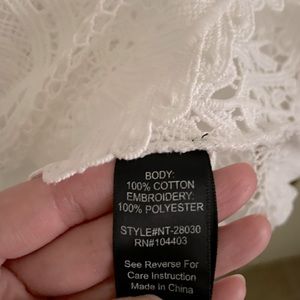 BODY:
100% COTTON
EMBROIDERY:
100% POLYESTER
STYLE#NT-28030
RN#104403
See Reverse For
Care Instruction
Made in China